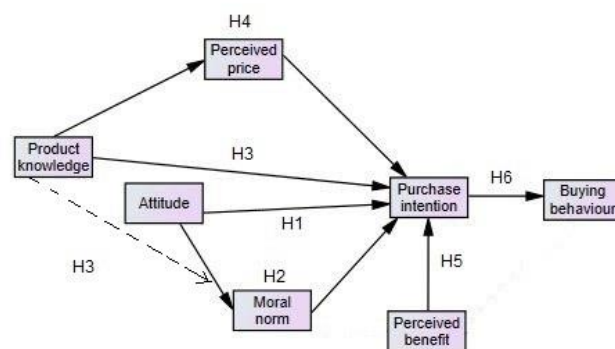 H4
Perceived
price
Product
knowledge
H3
Attitude
Purchase
intention
H6
Buying
behaviour
H1
H3
H2
H5
Moral
norm
Perceived
benefit